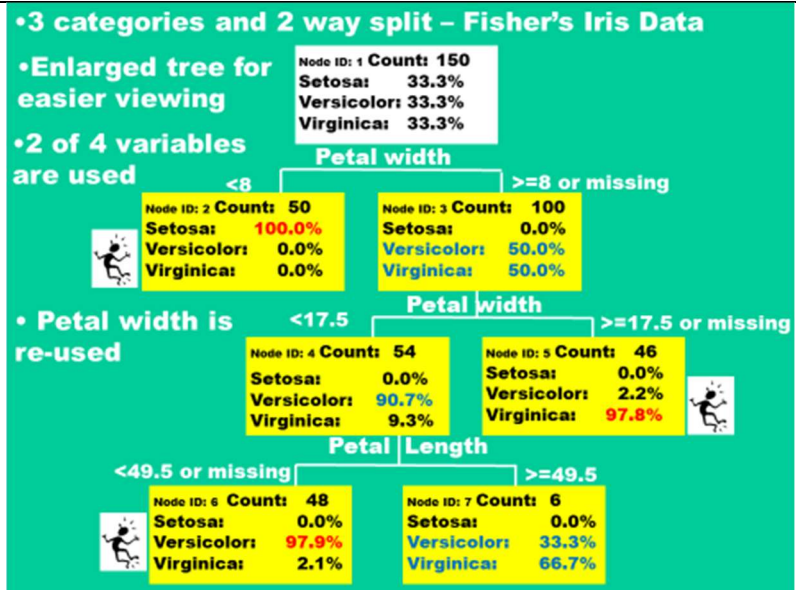 •3 categories and 2 way split – Fisher's Iris Data
•Enlarged tree for
easier viewing
Node ID: 1 Count: 150
Setosa: 33.3%
Versicolor: 33.3%
Virginica: 33.3%
•2 of 4 variables
are used
Petal width
<8
>=8 or missing
Node ID: 2 Count: 50
Setosa: 100.0%
Versicolor: 0.0%
Virginica: 0.0%
Node ID: 3 Count: 100
Setosa: 0.0%
Versicolor: 50.0%
Virginica: 50.0%
• Petal width is
re-used
Petal width
<17.5
>=17.5 or missing
Node ID: 4 Count: 54
Setosa: 0.0%
Versicolor: 90.7%
Virginica: 9.3%
Node ID: 5 Count: 46
Setosa: 0.0%
Versicolor: 2.2%
Virginica: 97.8%
Petal Length
<49.5 or missing
>=49.5
Node ID: 6 Count: 48
Setosa: 0.0%
Versicolor: 97.9%
Virginica: 2.1%
Node ID: 7 Count: 6
Setosa: 0.0%
Versicolor: 33.3%
Virginica: 66.7%